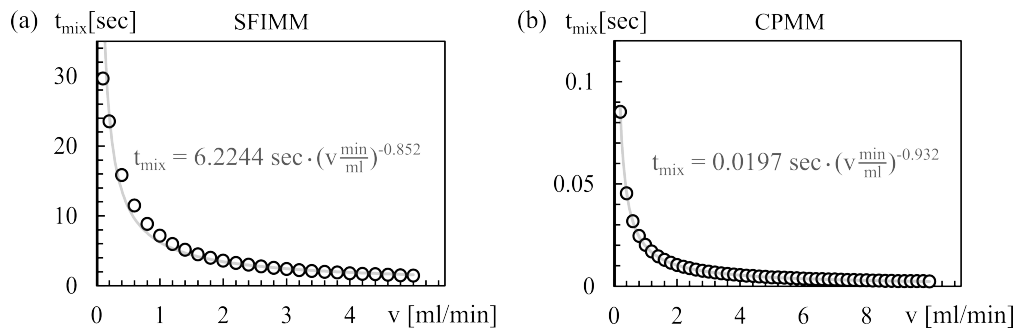 (a) t_mix[sec] SFIMM
30
20
10
0
t_mix = 6.2244 sec·(v min/ml)^-0.852
0 1 2 3 4 v [ml/min]
(b) t_mix[sec] CPMM
0.1
0.05
0
t_mix = 0.0197 sec·(v min/ml)^-0.932
0 2 4 6 8 v [ml/min]